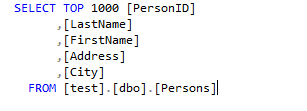 SELECT TOP 1000 [PersonID]
,[LastName]
,[FirstName]
,[Address]
,[City]
FROM [test].[dbo].[Persons]